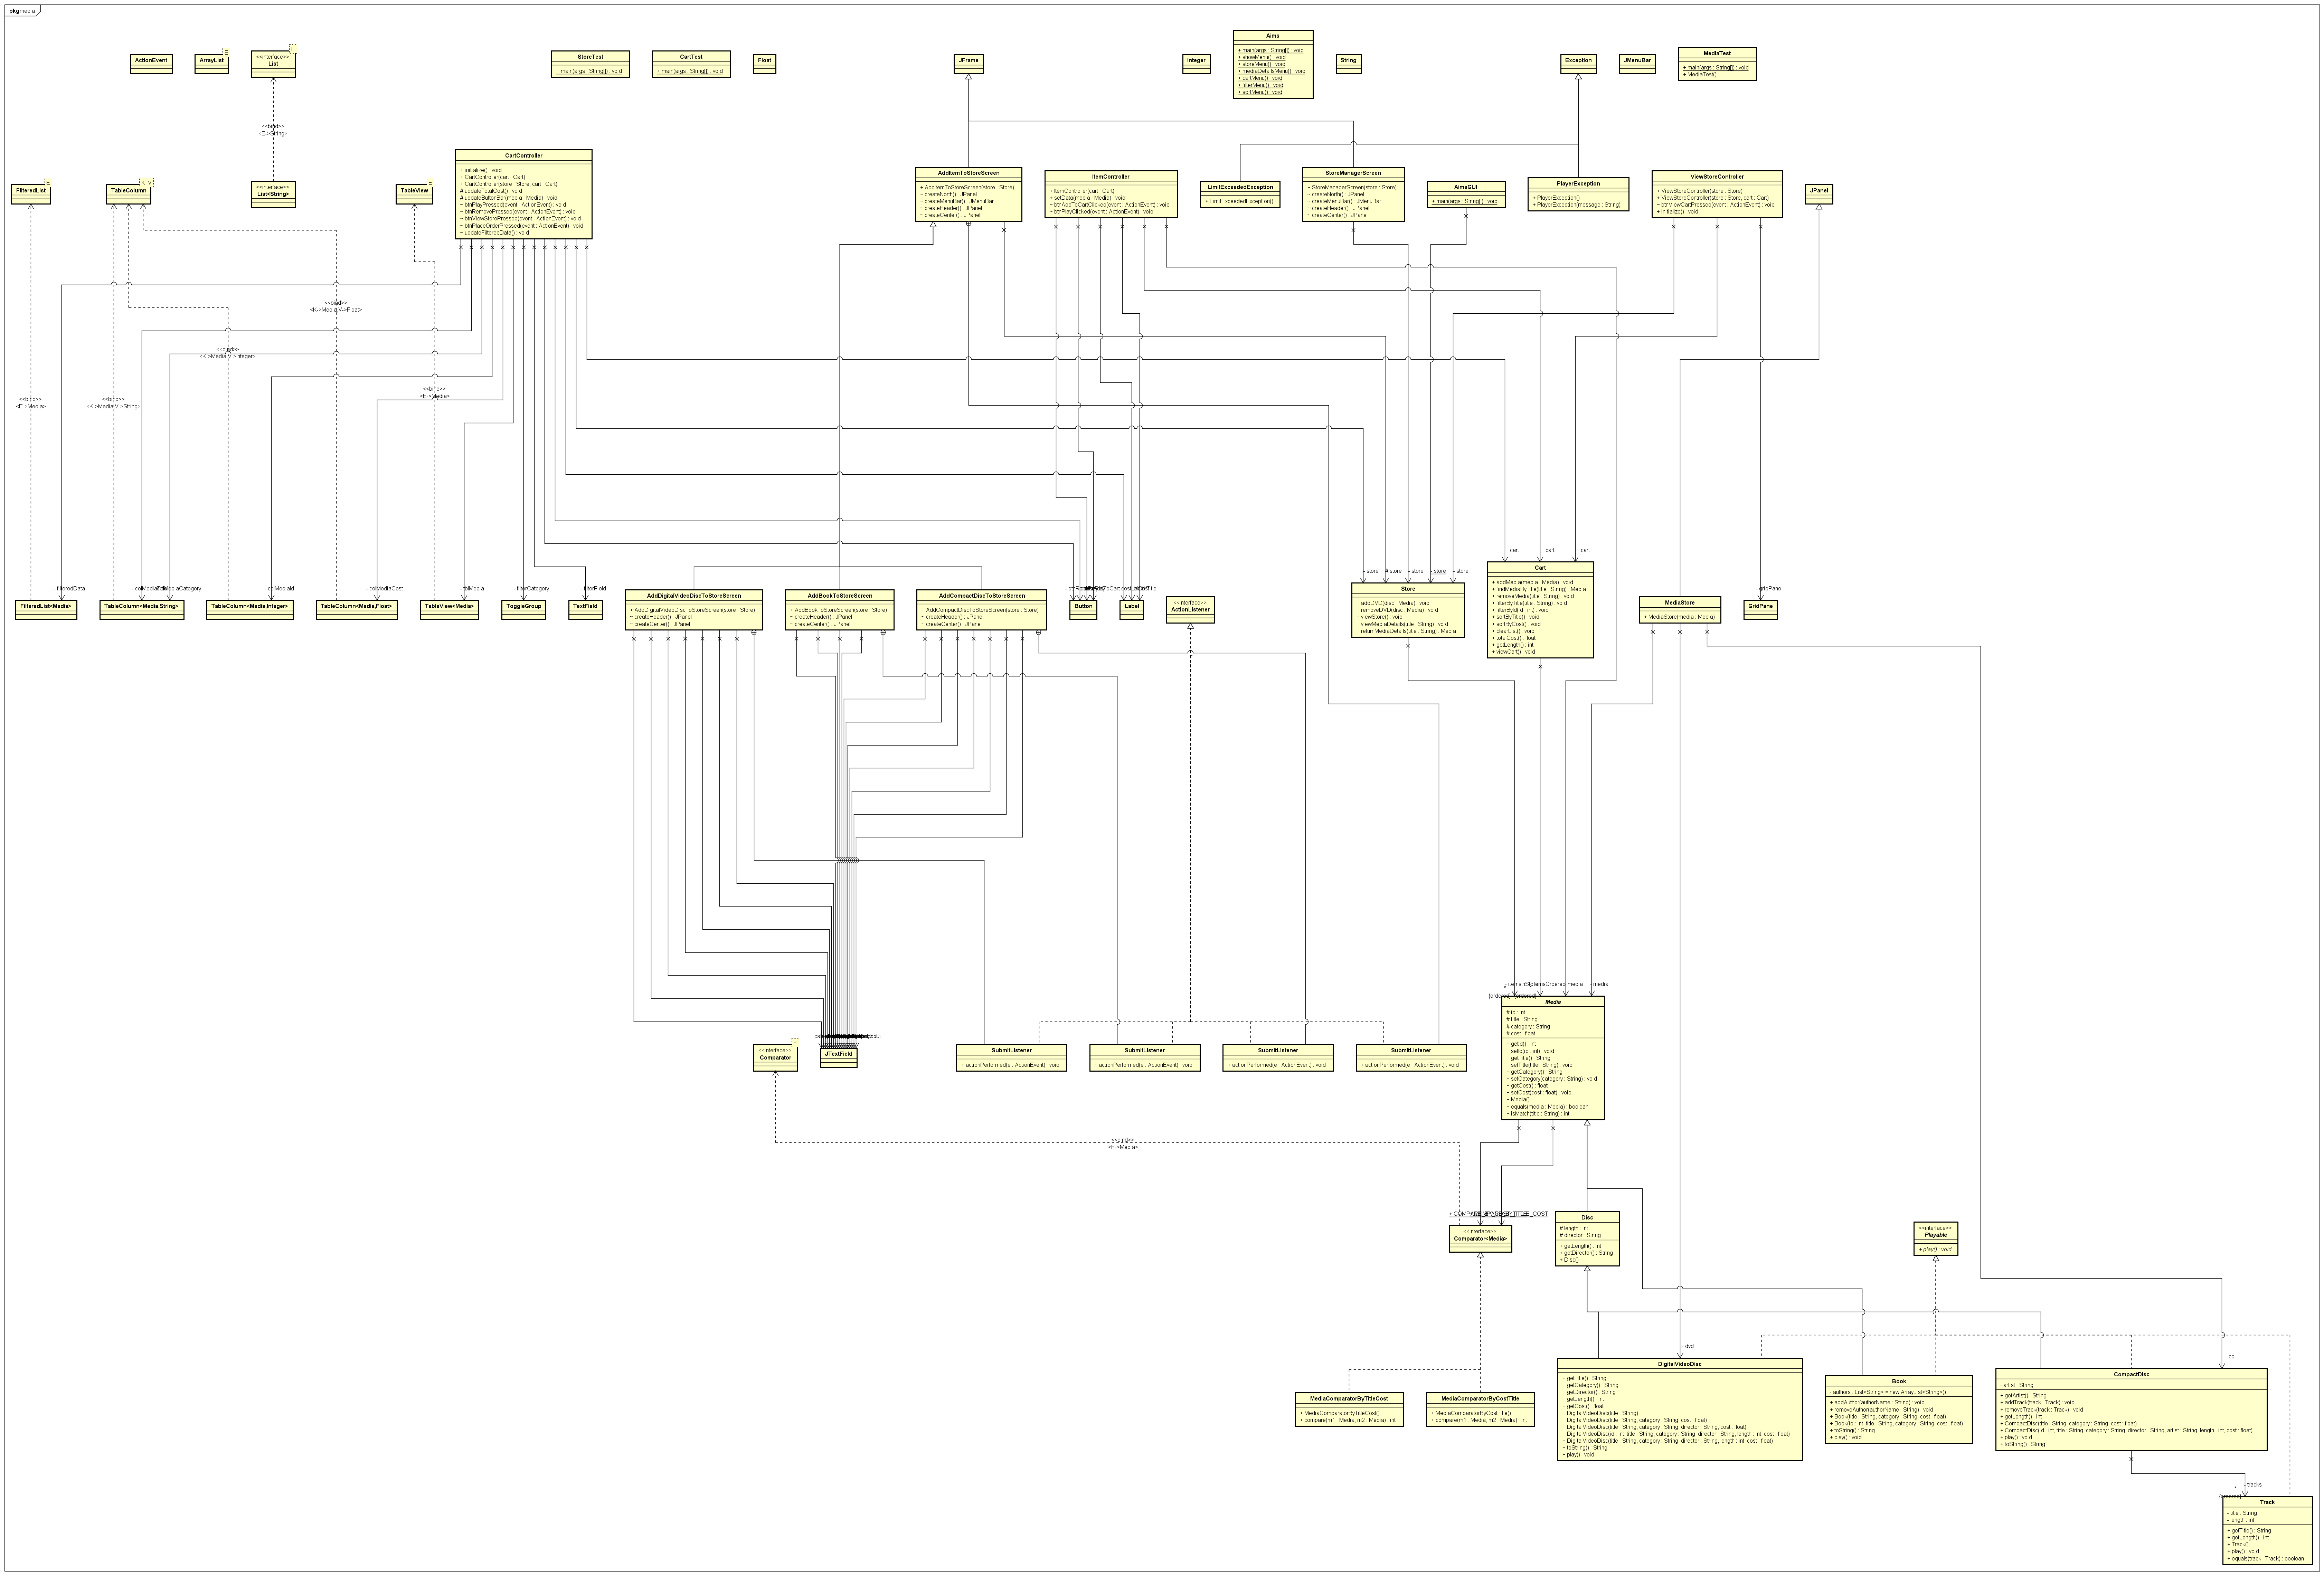 pkg media
ActionEvent
ArrayList
E
<<interface>>
List
E
StoreTest
+ main(args : String[]) : void
CartTest
+ main(args : String[]) : void
Float
JFrame
Integer
Aims
+ main(args : String[]) : void
+ showMenu() : void
+ storeMenu() : void
+ mediaDetailsMenu() : void
+ cartMenu() : void
+ filterMenu() : void
+ sortMenu() : void
String
Exception
JMenuBar
MediaTest
+ main(args : String[]) : void
+ MediaTest()
<<bind>>
<E->String>
FilteredList
E
TableColumn
K, V
<<interface>>
List<String>
TableView
E
CartController
+ initialize() : void
+ CartController(cart : Cart)
+ CartController(store : Store, cart : Cart)
# updateTotalCost() : void
# updateButtonBar(media : Media) : void
~ btnPlayPressed(event : ActionEvent) : void
~ btnRemovePressed(event : ActionEvent) : void
~ btnViewStorePressed(event : ActionEvent) : void
~ btnPlaceOrderPressed(event : ActionEvent) : void
~ updateFilteredData() : void
AddItemToStoreScreen
+ AddItemToStoreScreen(store : Store)
~ createNorth() : JPanel
~ createMenuBar() : JMenuBar
~ createHeader() : JPanel
~ createCenter() : JPanel
ItemController
+ ItemController(cart : Cart)
+ setData(media : Media) : void
~ btnAddToCartClicked(event : ActionEvent) : void
~ btnPlayClicked(event : ActionEvent) : void
LimitExceededException
+ LimitExceededException()
StoreManagerScreen
+ StoreManagerScreen(store : Store)
~ createNorth() : JPanel
~ createMenuBar() : JMenuBar
~ createHeader() : JPanel
~ createCenter() : JPanel
AimsGUI
+ main(args : String[]) : void
PlayerException
+ PlayerException()
+ PlayerException(message : String)
ViewStoreController
+ ViewStoreController(store : Store)
+ ViewStoreController(store : Store, cart : Cart)
~ btnViewCartPressed(event : ActionEvent) : void
+ initialize() : void
JPanel
<<bind>>
<K->Media,V->Float>
<<bind>>
<K->Media,V->Integer>
<<bind>>
<E->Media>
<<bind>>
<K->Media,V->String>
<<bind>>
<E->Media>
- cart
- cart
- cart
- store
# store
- store
- store
- store
- filteredData
- colMediaId
- colMediaCost
- tblMedia
- filterCategory
- filterField
- gridPane
FilteredList<Media>
TableColumn<Media,String>
TableColumn<Media,Integer>
TableColumn<Media,Float>
TableView<Media>
ToggleGroup
TextField
AddDigitalVideoDiscToStoreScreen
+ AddDigitalVideoDiscToStoreScreen(store : Store)
~ createHeader() : JPanel
~ createCenter() : JPanel
AddBookToStoreScreen
+ AddBookToStoreScreen(store : Store)
~ createHeader() : JPanel
~ createCenter() : JPanel
AddCompactDiscToStoreScreen
+ AddCompactDiscToStoreScreen(store : Store)
~ createHeader() : JPanel
~ createCenter() : JPanel
Button
Label
<<interface>>
ActionListener
Store
+ addDVD(disc : Media) : void
+ removeDVD(disc : Media) : void
+ viewStore() : void
+ viewMediaDetails(title : String) : void
+ returnMediaDetails(title : String) : Media
Cart
+ addMedia(media : Media) : void
+ findMediaByTitle(title : String) : Media
+ removeMedia(title : String) : void
+ filterByTitle(title : String) : void
+ filterById(id : int) : void
+ sortByTitle() : void
+ sortByCost() : void
+ clearList() : void
+ totalCost() : float
+ getLength() : int
+ viewCart() : void
MediaStore
+ MediaStore(media : Media)
GridPane
media
- media
{ordered}
{ordered}
<<interface>>
Comparator
E
JTextField
SubmitListener
+ actionPerformed(e : ActionEvent) : void
SubmitListener
+ actionPerformed(e : ActionEvent) : void
SubmitListener
+ actionPerformed(e : ActionEvent) : void
SubmitListener
+ actionPerformed(e : ActionEvent) : void
Media
# id : int
# title : String
# category : String
# cost : float
+ getId() : int
+ setId(id : int) : void
+ getTitle() : String
+ setTitle(title : String) : void
+ getCategory() : String
+ setCategory(category : String) : void
+ getCost() : float
+ setCost(cost : float) : void
+ Media()
+ equals(media : Media) : boolean
+ isMatch(title : String) : int
<<bind>>
<E->Media>
<<interface>>
Comparator<Media>
Disc
# length : int
# director : String
+ getLength() : int
+ getDirector() : String
+ Disc()
<<interface>>
Playable
+ play() : void
- dvd
- cd
MediaComparatorByTitleCost
+ MediaComparatorByTitleCost()
+ compare(m1 : Media, m2 : Media) : int
MediaComparatorByCostTitle
+ MediaComparatorByCostTitle()
+ compare(m1 : Media, m2 : Media) : int
DigitalVideoDisc
+ getTitle() : String
+ getCategory() : String
+ getDirector() : String
+ getLength() : int
+ getCost() : float
+ DigitalVideoDisc(title : String)
+ DigitalVideoDisc(title : String, category : String, cost : float)
+ DigitalVideoDisc(title : String, category : String, director : String, cost : float)
+ DigitalVideoDisc(id : int, title : String, category : String, director : String, length : int, cost : float)
+ DigitalVideoDisc(title : String, category : String, director : String, length : int, cost : float)
+ toString() : String
+ play() : void
Book
- authors : List<String> = new ArrayList<String>()
+ addAuthor(authorName : String) : void
+ removeAuthor(authorName : String) : void
+ Book(title : String, category : String, cost : float)
+ Book(id : int, title : String, category : String, cost : float)
+ toString() : String
+ play() : void
CompactDisc
- artist : String
+ getArtist() : String
+ addTrack(track : Track) : void
+ removeTrack(track : Track) : void
+ getLength() : int
+ CompactDisc(title : String, category : String, cost : float)
+ CompactDisc(id : int, title : String, category : String, director : String, artist : String, length : int, cost : float)
+ play() : void
+ toString() : String
- tracks
*
{ordered}
Track
- title : String
- length : int
+ getTitle() : String
+ getLength() : int
+ Track()
+ play() : void
+ equals(track : Track) : boolean